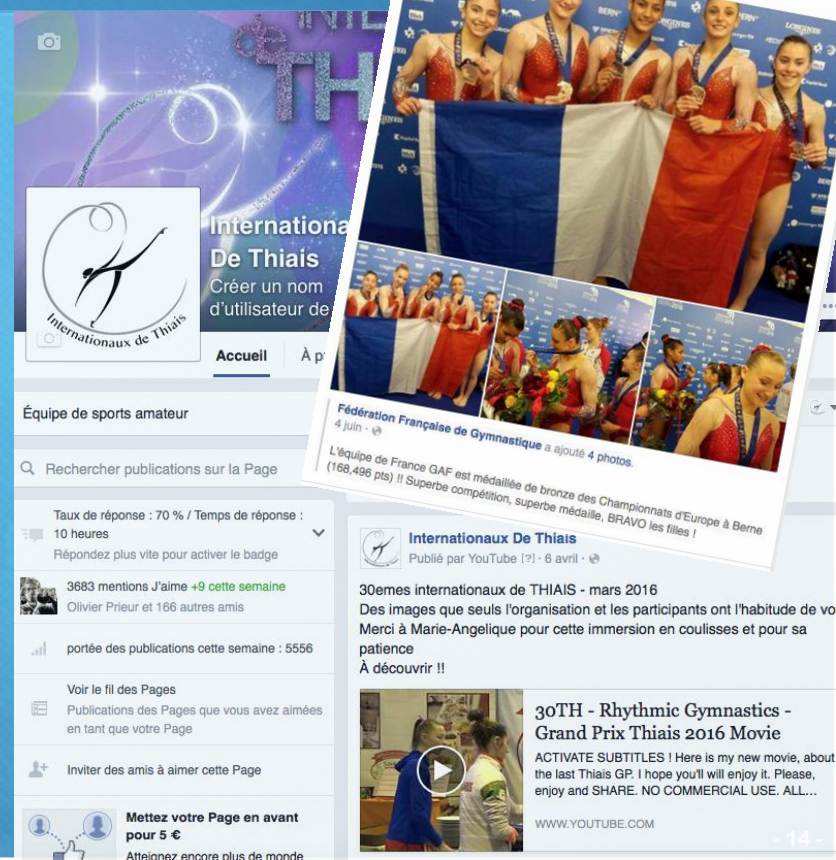 Internationaux de Thiais
De Thiais
Créer un nom
d'utilisateur de
Accueil
Équipe de sports amateur
Rechercher publications sur la Page
Taux de réponse : 70 % / Temps de réponse :
10 heures
Répondez plus vite pour activer le badge
3683 mentions J'aime +9 cette semaine
Olivier Prieur et 166 autres amis
portée des publications cette semaine : 5556
Voir le fil des Pages
Publications des Pages que vous avez aimées
en tant que votre Page
Inviter des amis à aimer cette Page
Mettez votre Page en avant
pour 5 €
Atteignez encore plus de monde
LONGINES
Fédération Française de Gymnastique a ajouté 4 photos.
4 juin ·
L'équipe de France GAF est médaillée de bronze des Championnats d'Europe à Berne
(168,496 pts) !! Superbe compétition, superbe médaille, BRAVO les filles !
Internationaux De Thiais
Publié par YouTube [?] · 6 avril ·
30emes internationaux de THIAIS - mars 2016
Des images que seuls l'organisation et les participants ont l'habitude de vo
Merci à Marie-Angelique pour cette immersion en coulisses et pour sa
patience
À découvrir !!
30TH - Rhythmic Gymnastics -
Grand Prix Thiais 2016 Movie
ACTIVATE SUBTITLES ! Here is my new movie, about
the last Thiais GP. I hope you'll will enjoy it. Please,
enjoy and SHARE. NO COMMERCIAL USE. ALL...
WWW.YOUTUBE.COM
- 14 -